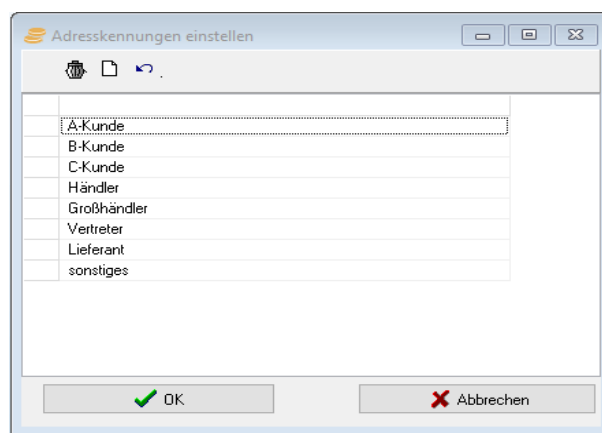 Adresskennungen einstellen
A-Kunde
B-Kunde
C-Kunde
Händler
Großhändler
Vertreter
Lieferant
sonstiges
OK
Abbrechen